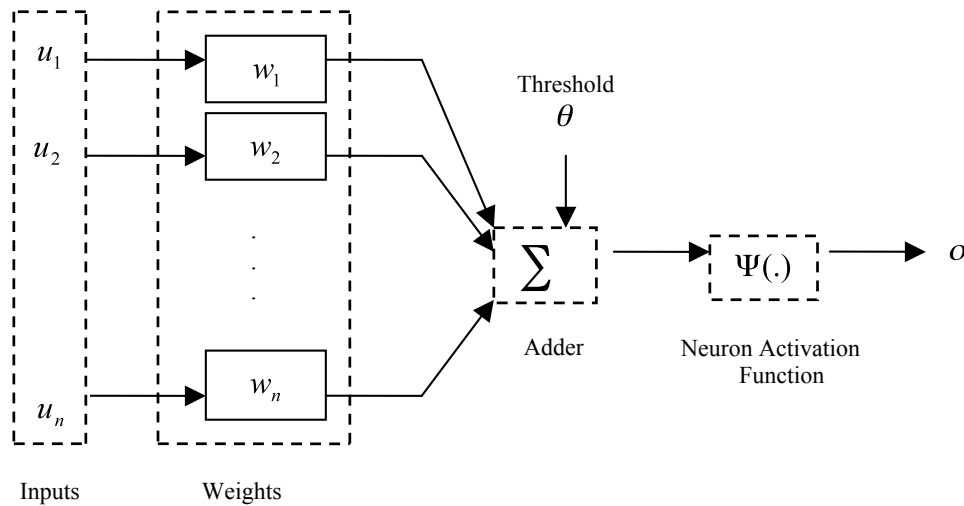 u₁
w₁
Threshold
θ
u₂
w₂
.
.
.
∑
Ψ(.)
o
Adder
Neuron Activation
Function
uₙ
wₙ
Inputs
Weights